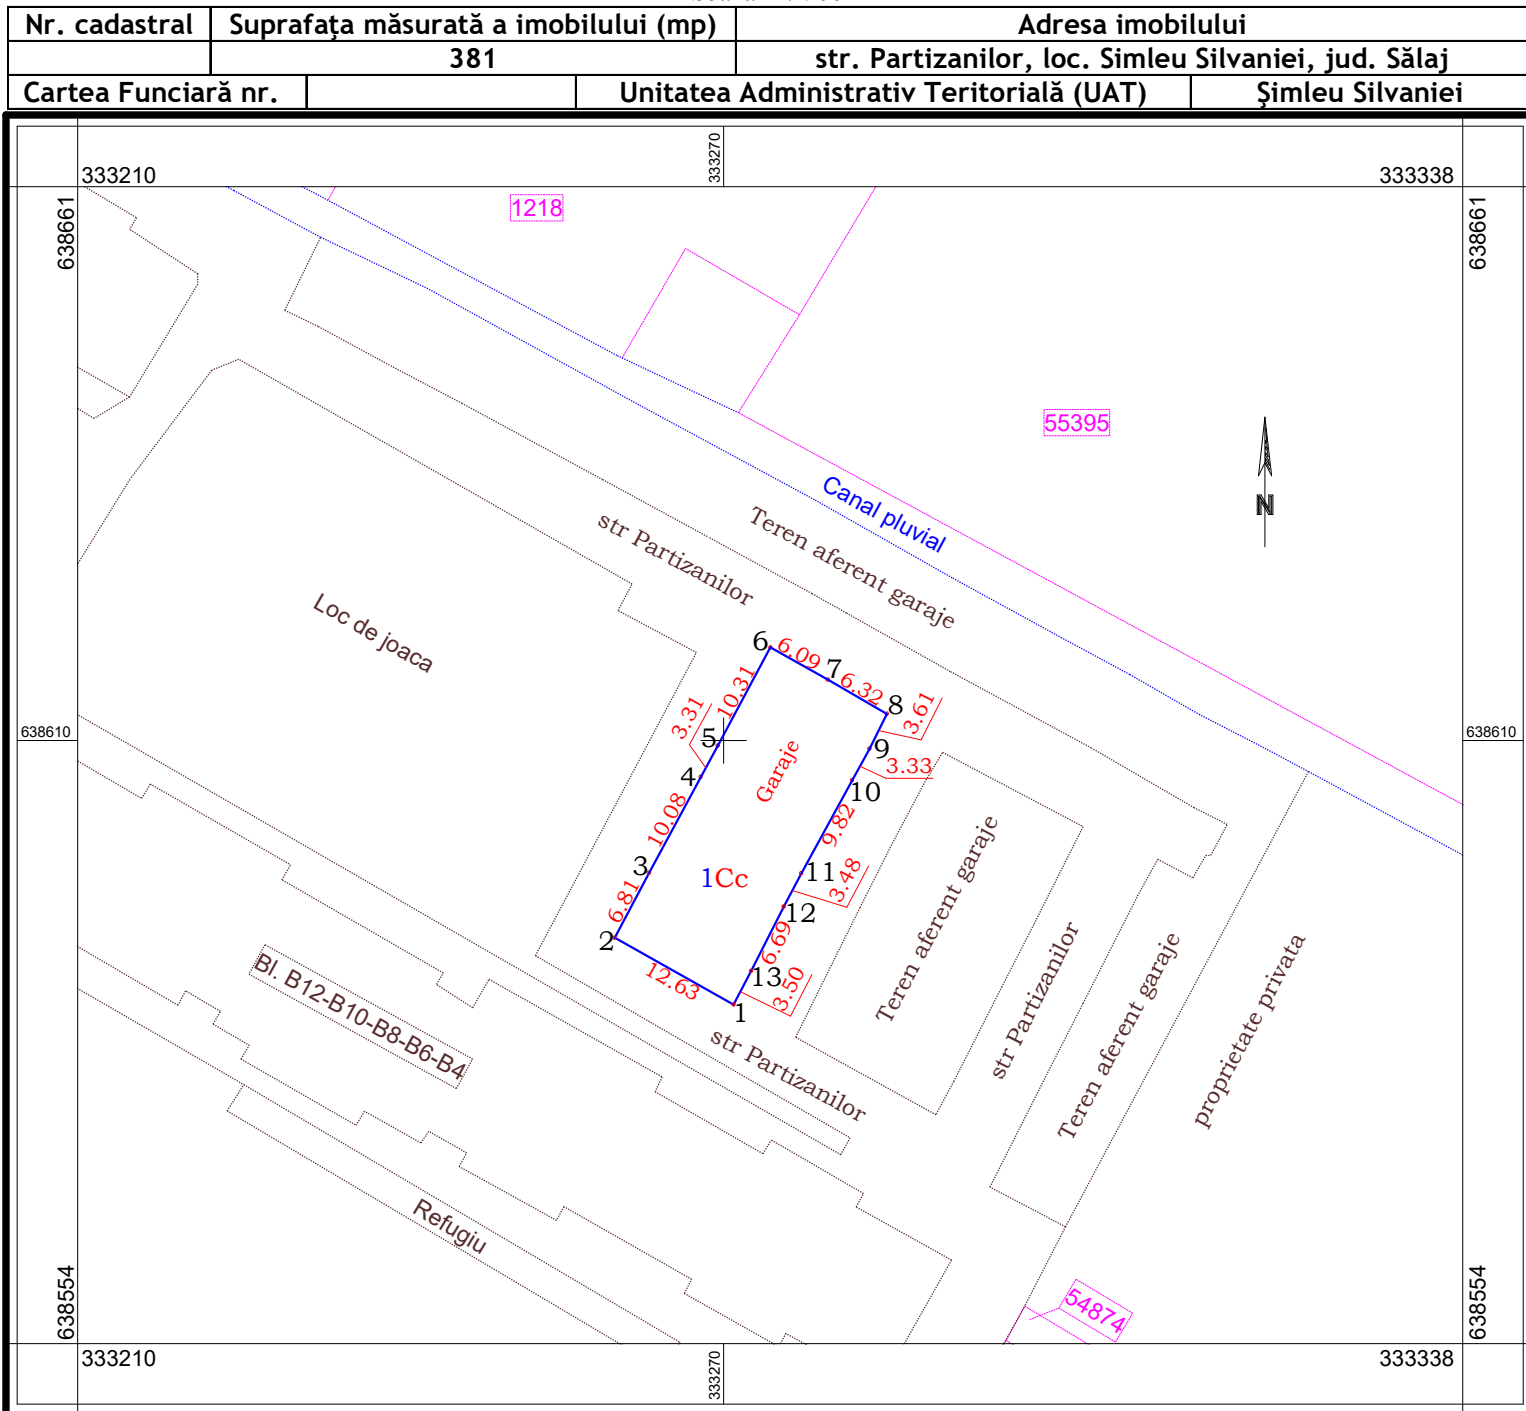 Nr. cadastral Suprafaţa măsurată a imobilului (mp) Adresa imobilului
381 str. Partizanilor, loc. Simleu Silvaniei, jud. Sălaj
Cartea Funciară nr. Unitatea Administrativ Teritorială (UAT) Şimleu Silvaniei
333210 333270 333338
638661 638661
1218
55395
N
Canal pluvial
Teren aferent garaje
str Partizanilor
Loc de joaca
6 6.09 7 6.32 8
3.61
10.31
3.31
638610 5 9 638610
Garaje
3.33
4 10
10.08
9.82
3 11
3.48
1Cc
6.81
12
2
6.69
12.63
13
3.50
1
Teren aferent garaje
str Partizanilor
Teren aferent garaje
proprietate privata
str Partizanilor
Bl. B12-B10-B8-B6-B4
Refugiu
54874
638554 638554
333210 333270 333338